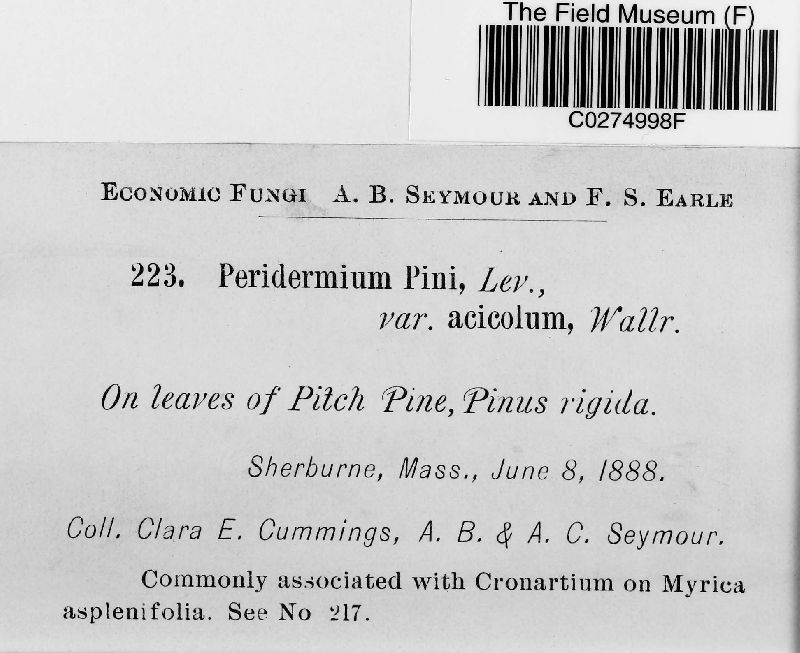 The Field Museum (F)
C0274998F
Economic Fungi A. B. Seymour and F. S. Earle
223. Peridermium Pini, Lev.,
var. acicolum, Wallr.
On leaves of Pitch Pine, Pinus rigida.
Sherburne, Mass., June 8, 1888.
Coll. Clara E. Cummings, A. B. & A. C. Seymour.
Commonly associated with Cronartium on Myrica
asplenifolia. See No 217.